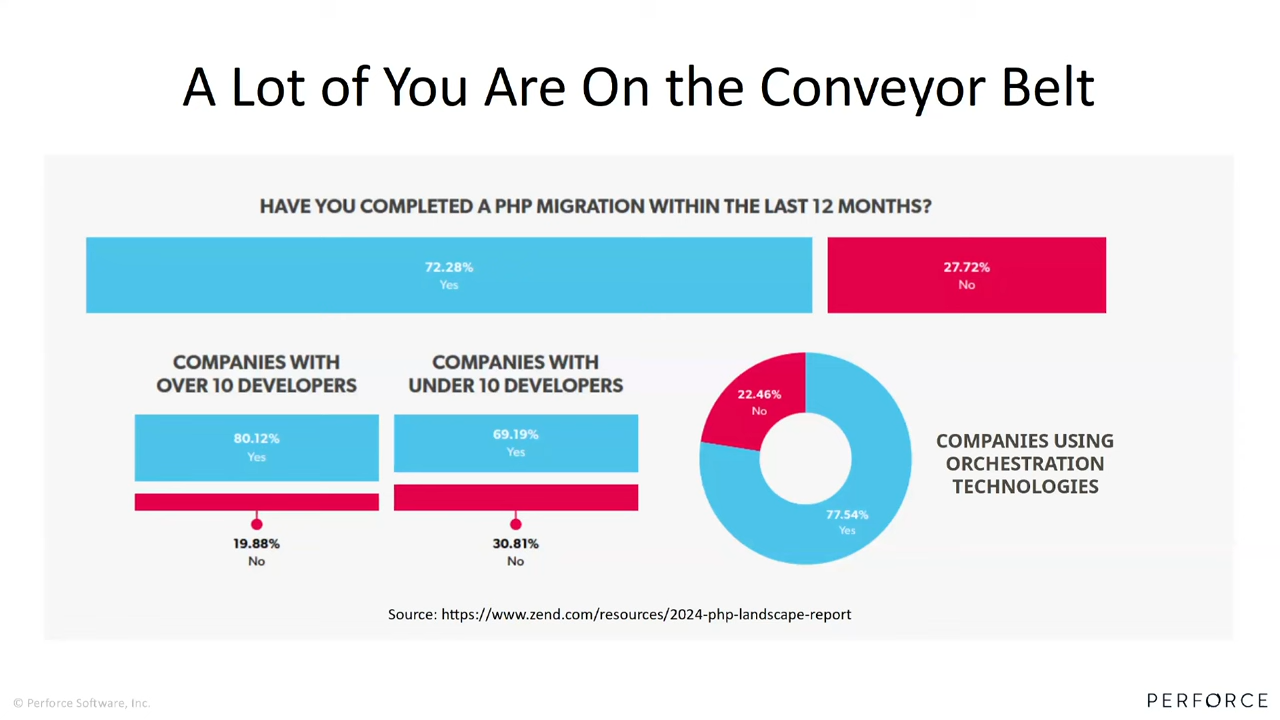 A Lot of You Are On the Conveyor Belt
HAVE YOU COMPLETED A PHP MIGRATION WITHIN THE LAST 12 MONTHS?
72.28%
Yes
27.72%
No
COMPANIES WITH
OVER 10 DEVELOPERS
80.12%
Yes
19.88%
No
COMPANIES WITH
UNDER 10 DEVELOPERS
69.19%
Yes
30.81%
No
22.46%
No
77.54%
Yes
COMPANIES USING
ORCHESTRATION
TECHNOLOGIES
Source: https://www.zend.com/resources/2024-php-landscape-report
© Perforce Software, Inc.
PERFORCE